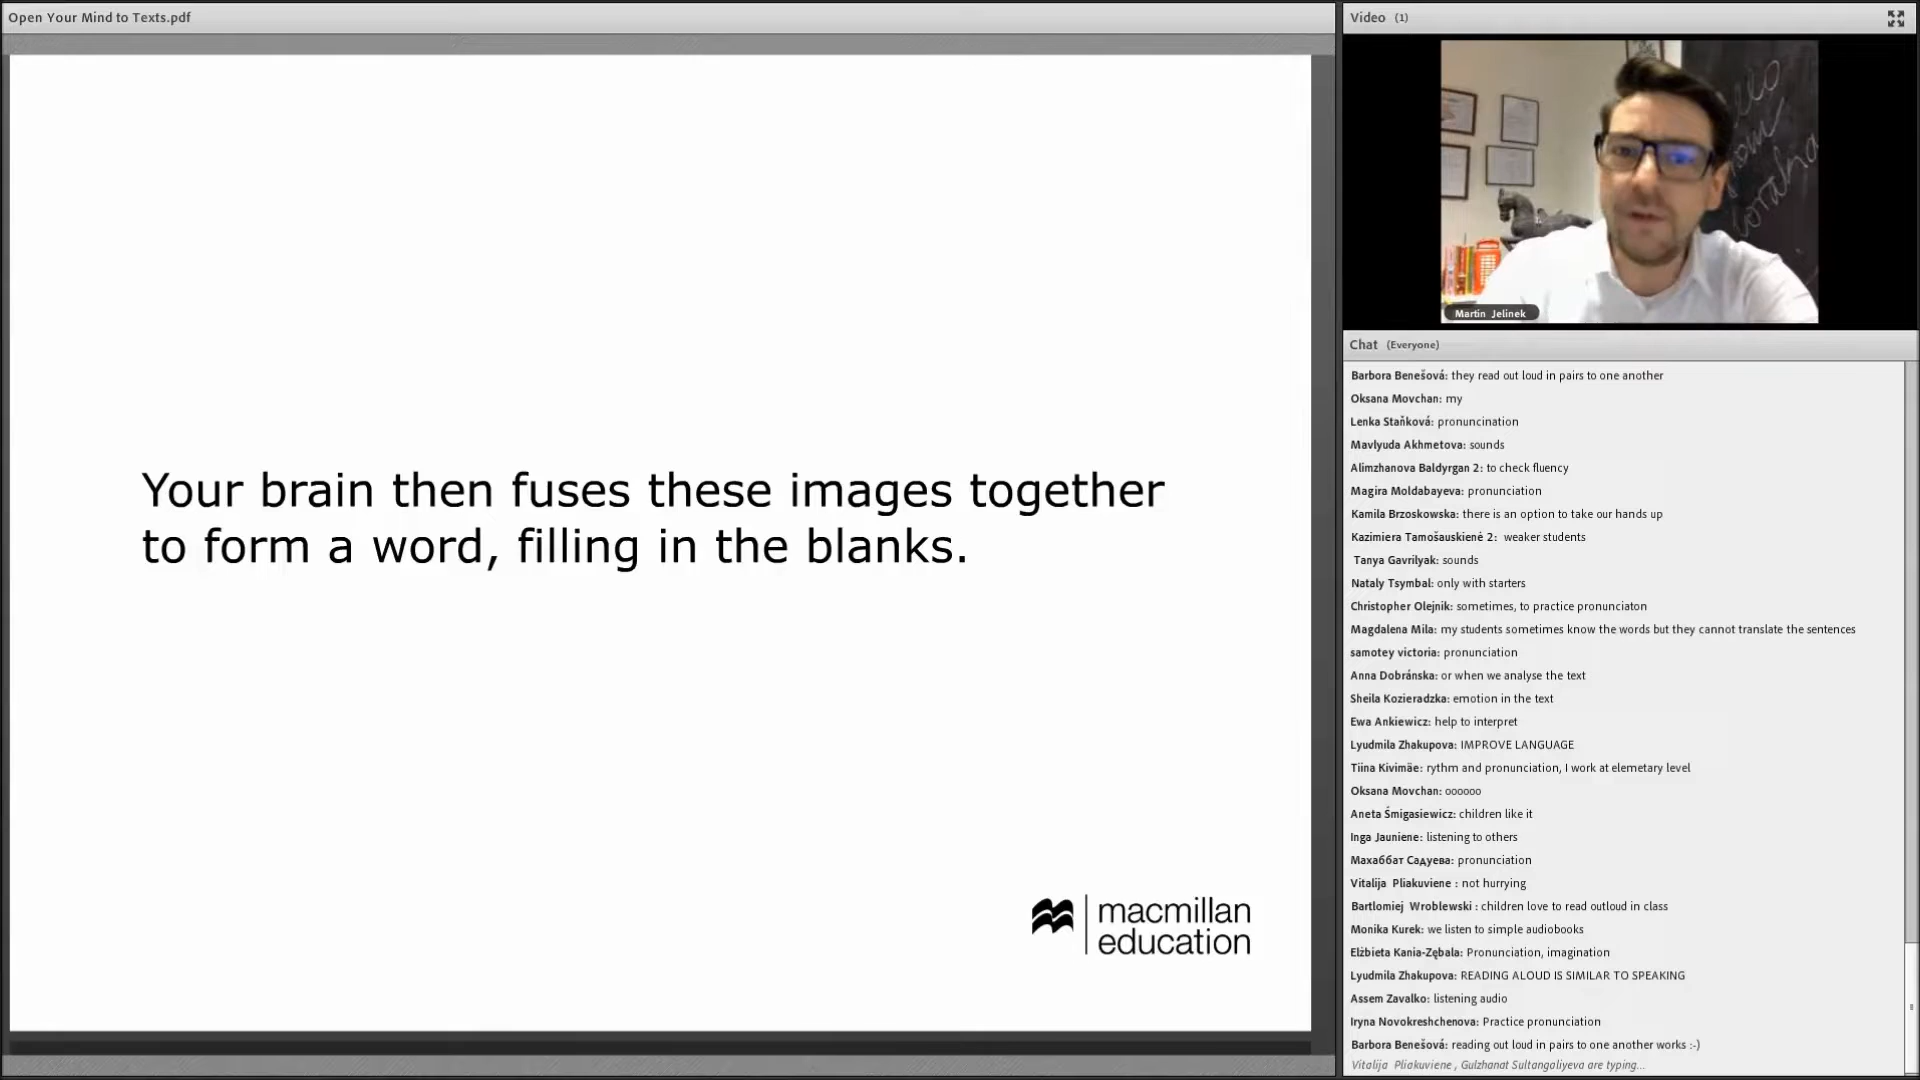 Open Your Mind to Texts.pdf
Your brain then fuses these images together
to form a word, filling in the blanks.
macmillan
education
Video (1)
Martin Jelinek
Chat (Everyone)
Barbora Benešová: they read out loud in pairs to one another
Oksana Movchan: my
Lenka Staňková: pronuncination
Mavlyuda Akhmetova: sounds
Alimzhanova Baldyrgan 2: to check fluency
Magira Moldabayeva: pronunciation
Kamila Brzoskowska: there is an option to take our hands up
Kazimiera Tamošauskienė 2: weaker students
Tanya Gavrilyak: sounds
Nataly Tsymbal: only with starters
Christopher Olejnik: sometimes, to practice pronunciaton
Magdalena Mila: my students sometimes know the words but they cannot translate the sentences
samotey victoria: pronunciation
Anna Dobránska: or when we analyse the text
Sheila Kozieradzka: emotion in the text
Ewa Ankiewicz: help to interpret
Lyudmila Zhakupova: IMPROVE LANGUAGE
Tiina Kivimäe: rythm and pronunciation, I work at elemetary level
Oksana Movchan: oooooo
Aneta Śmigasiewicz: children like it
Inga Jauniene: listening to others
Махаббат Садуева: pronunciation
Vitalija Pliakuviene : not hurrying
Bartlomiej Wroblewski : children love to read outloud in class
Monika Kurek: we listen to simple audiobooks
Elżbieta Kania-Zębala: Pronunciation, imagination
Lyudmila Zhakupova: READING ALOUD IS SIMILAR TO SPEAKING
Assem Zavalko: listening audio
Iryna Novokreshchenova: Practice pronunciation
Barbora Benešová: reading out loud in pairs to one another works :-)
Vitalija Pliakuviene , Gulzhanat Sultangaliyeva are typing...